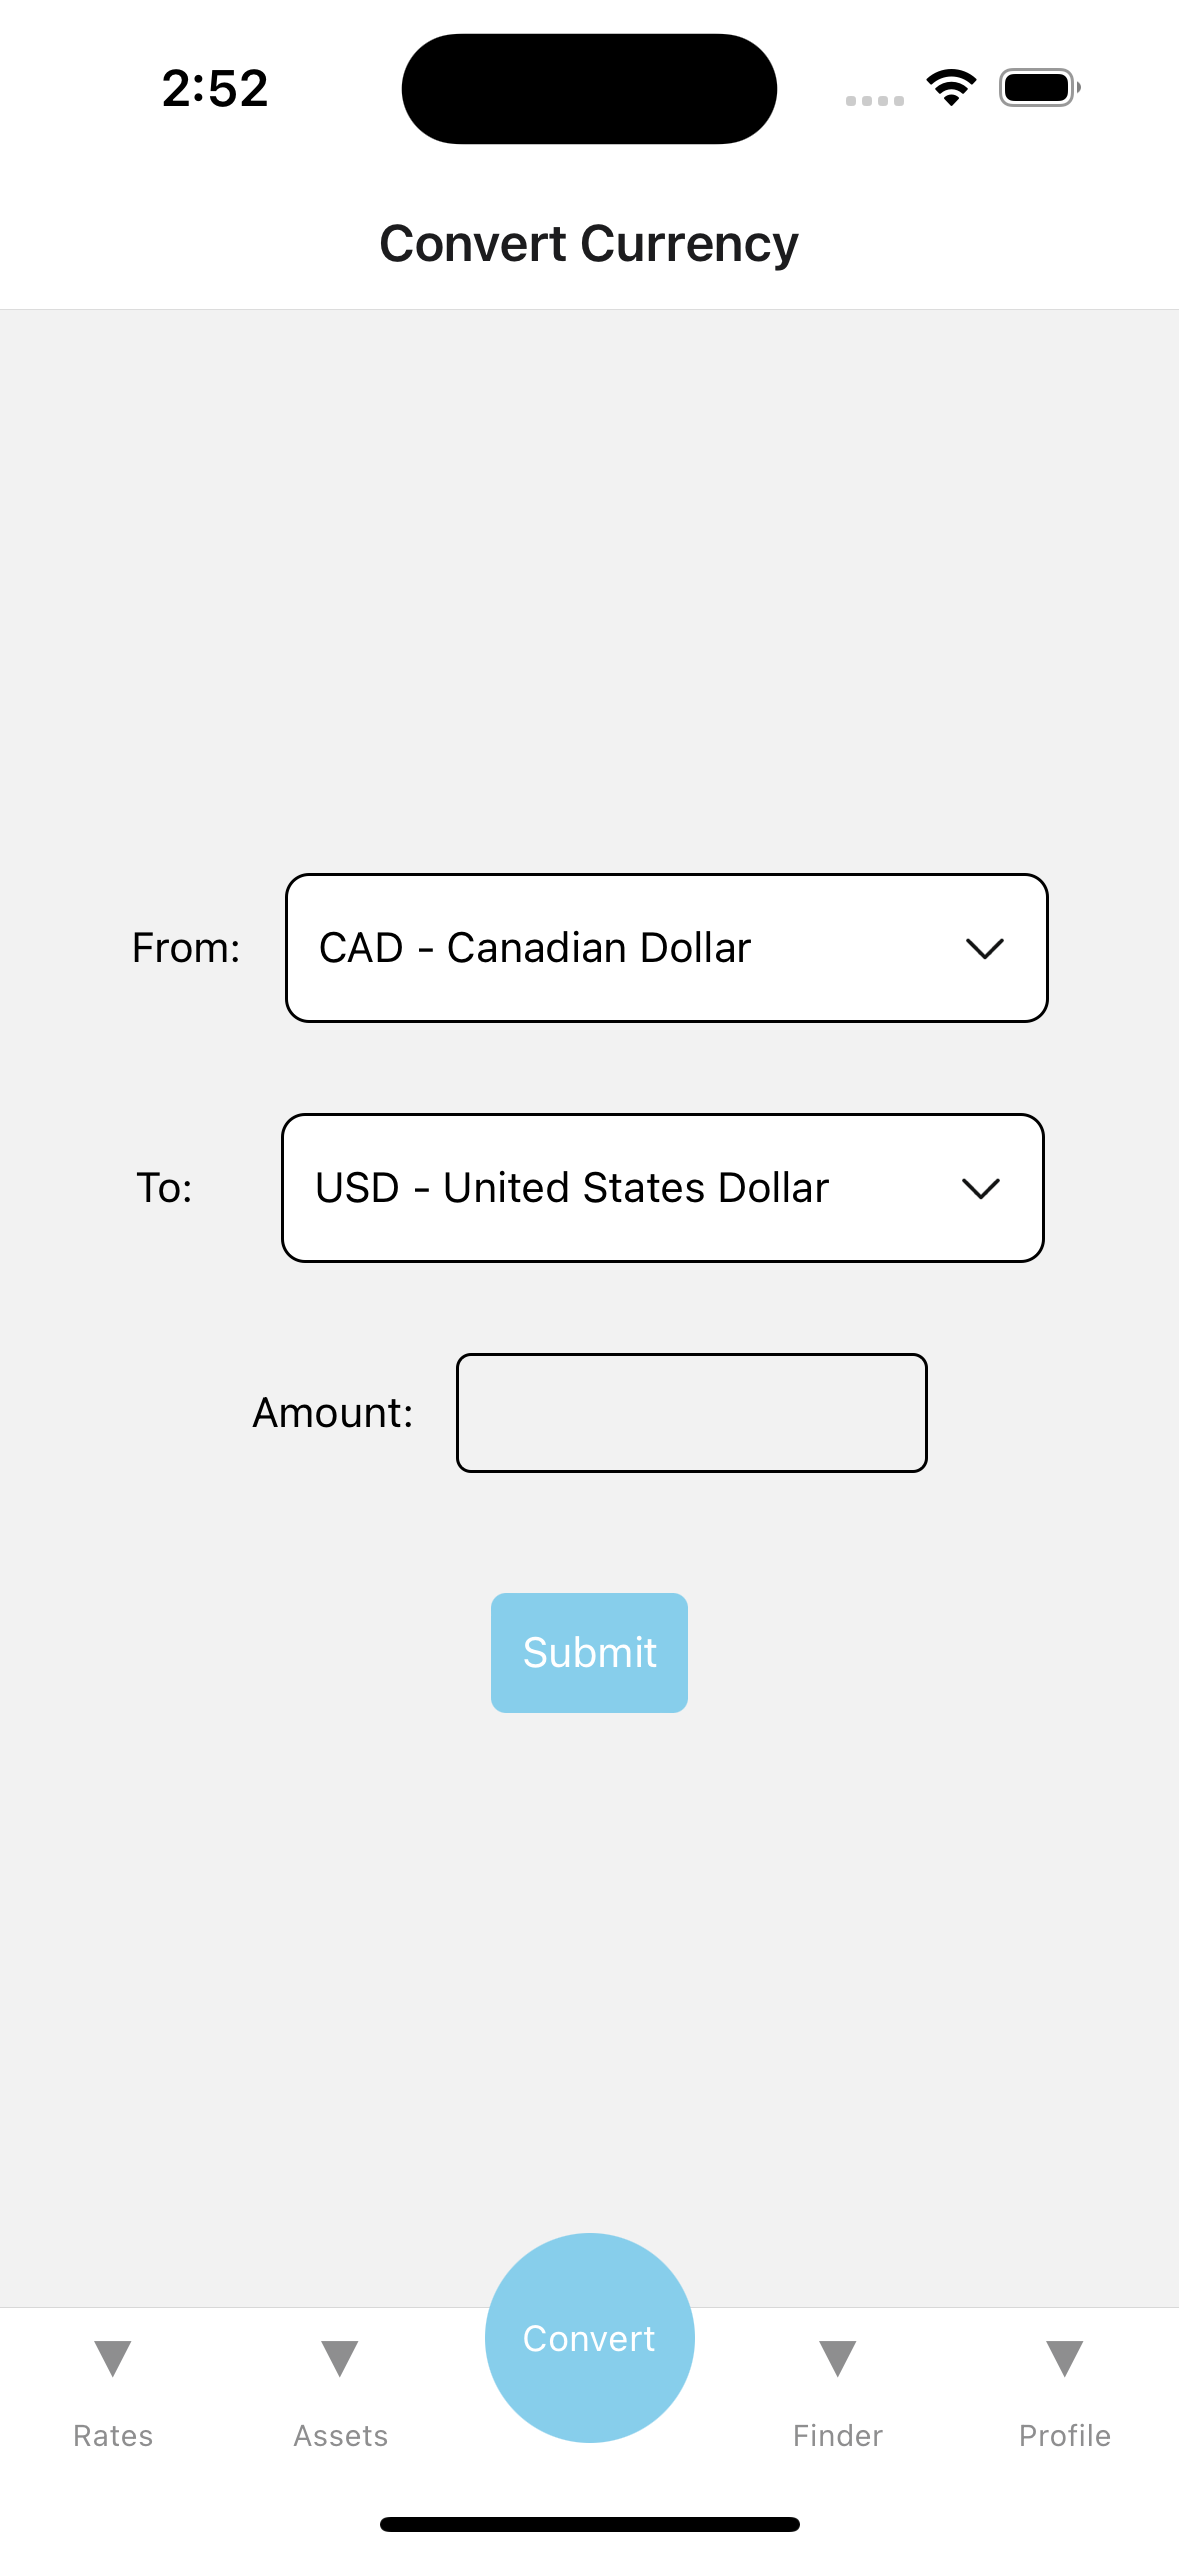 2:52
Convert Currency
From: CAD - Canadian Dollar
To: USD - United States Dollar
Amount:
Submit
Convert
Rates Assets Finder Profile